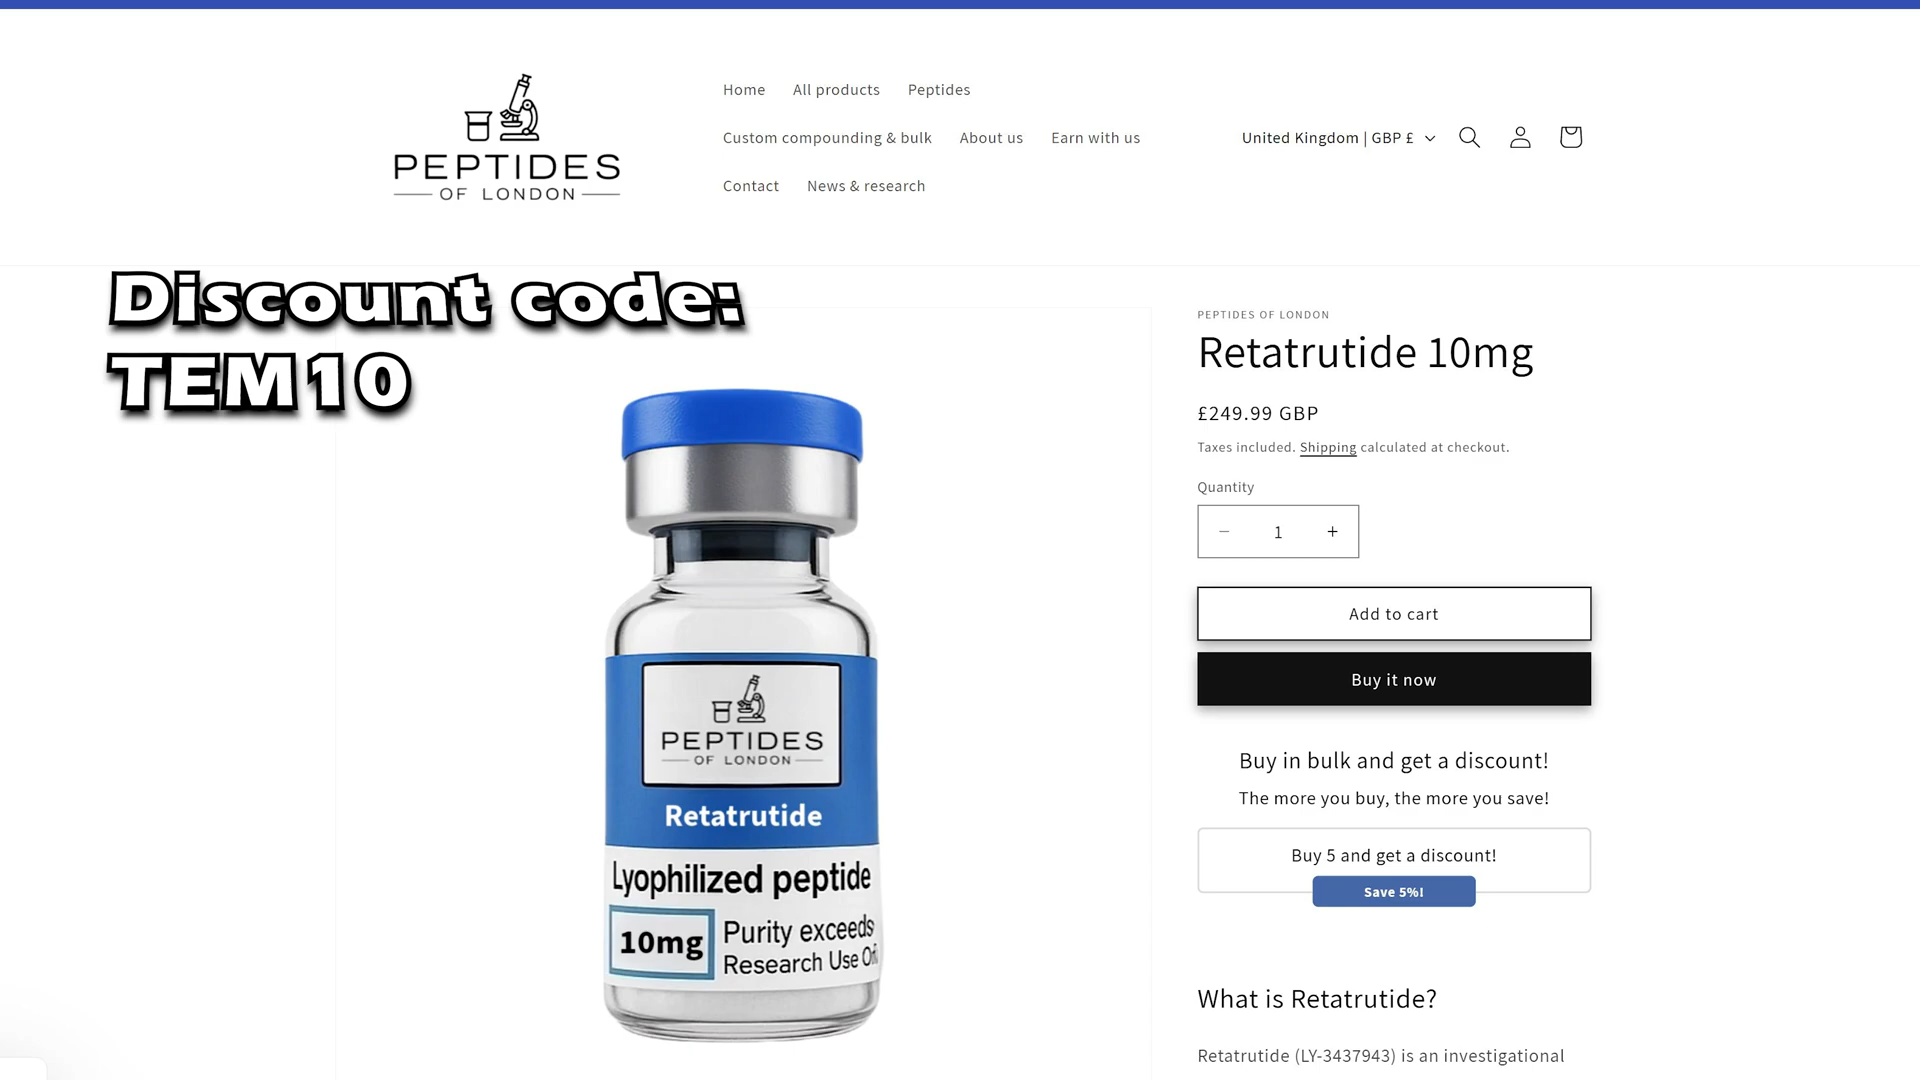 Home All products Peptides
PEPTIDES
OF LONDON
Custom compounding & bulk About us Earn with us
United Kingdom | GBP £
Contact News & research
Discount code:
TEM10
PEPTIDES OF LONDON
Retatrutide 10mg
£249.99 GBP
Taxes included. Shipping calculated at checkout.
Quantity
− 1 +
Add to cart
Buy it now
Buy in bulk and get a discount!
The more you buy, the more you save!
Buy 5 and get a discount!
Save 5%!
What is Retatrutide?
Retatrutide (LY-3437943) is an investigational
PEPTIDES
OF LONDON
Retatrutide
Lyophilized peptide
10mg
Purity exceeds
Research Use